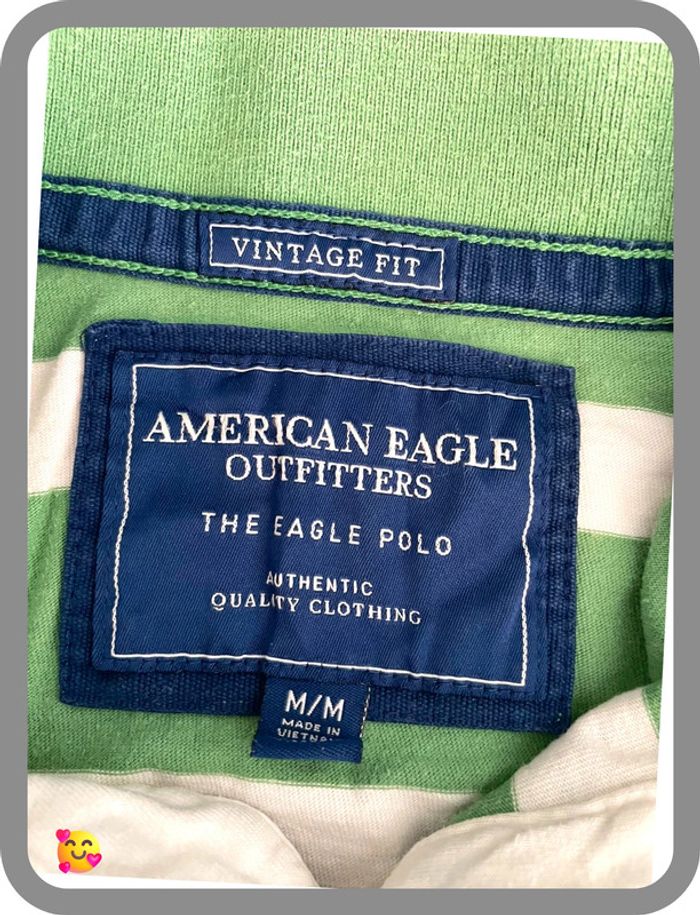 VINTAGE FIT
AMERICAN EAGLE
OUTFITTERS
THE EAGLE POLO
AUTHENTIC
QUALITY CLOTHING
M/M
MADE IN